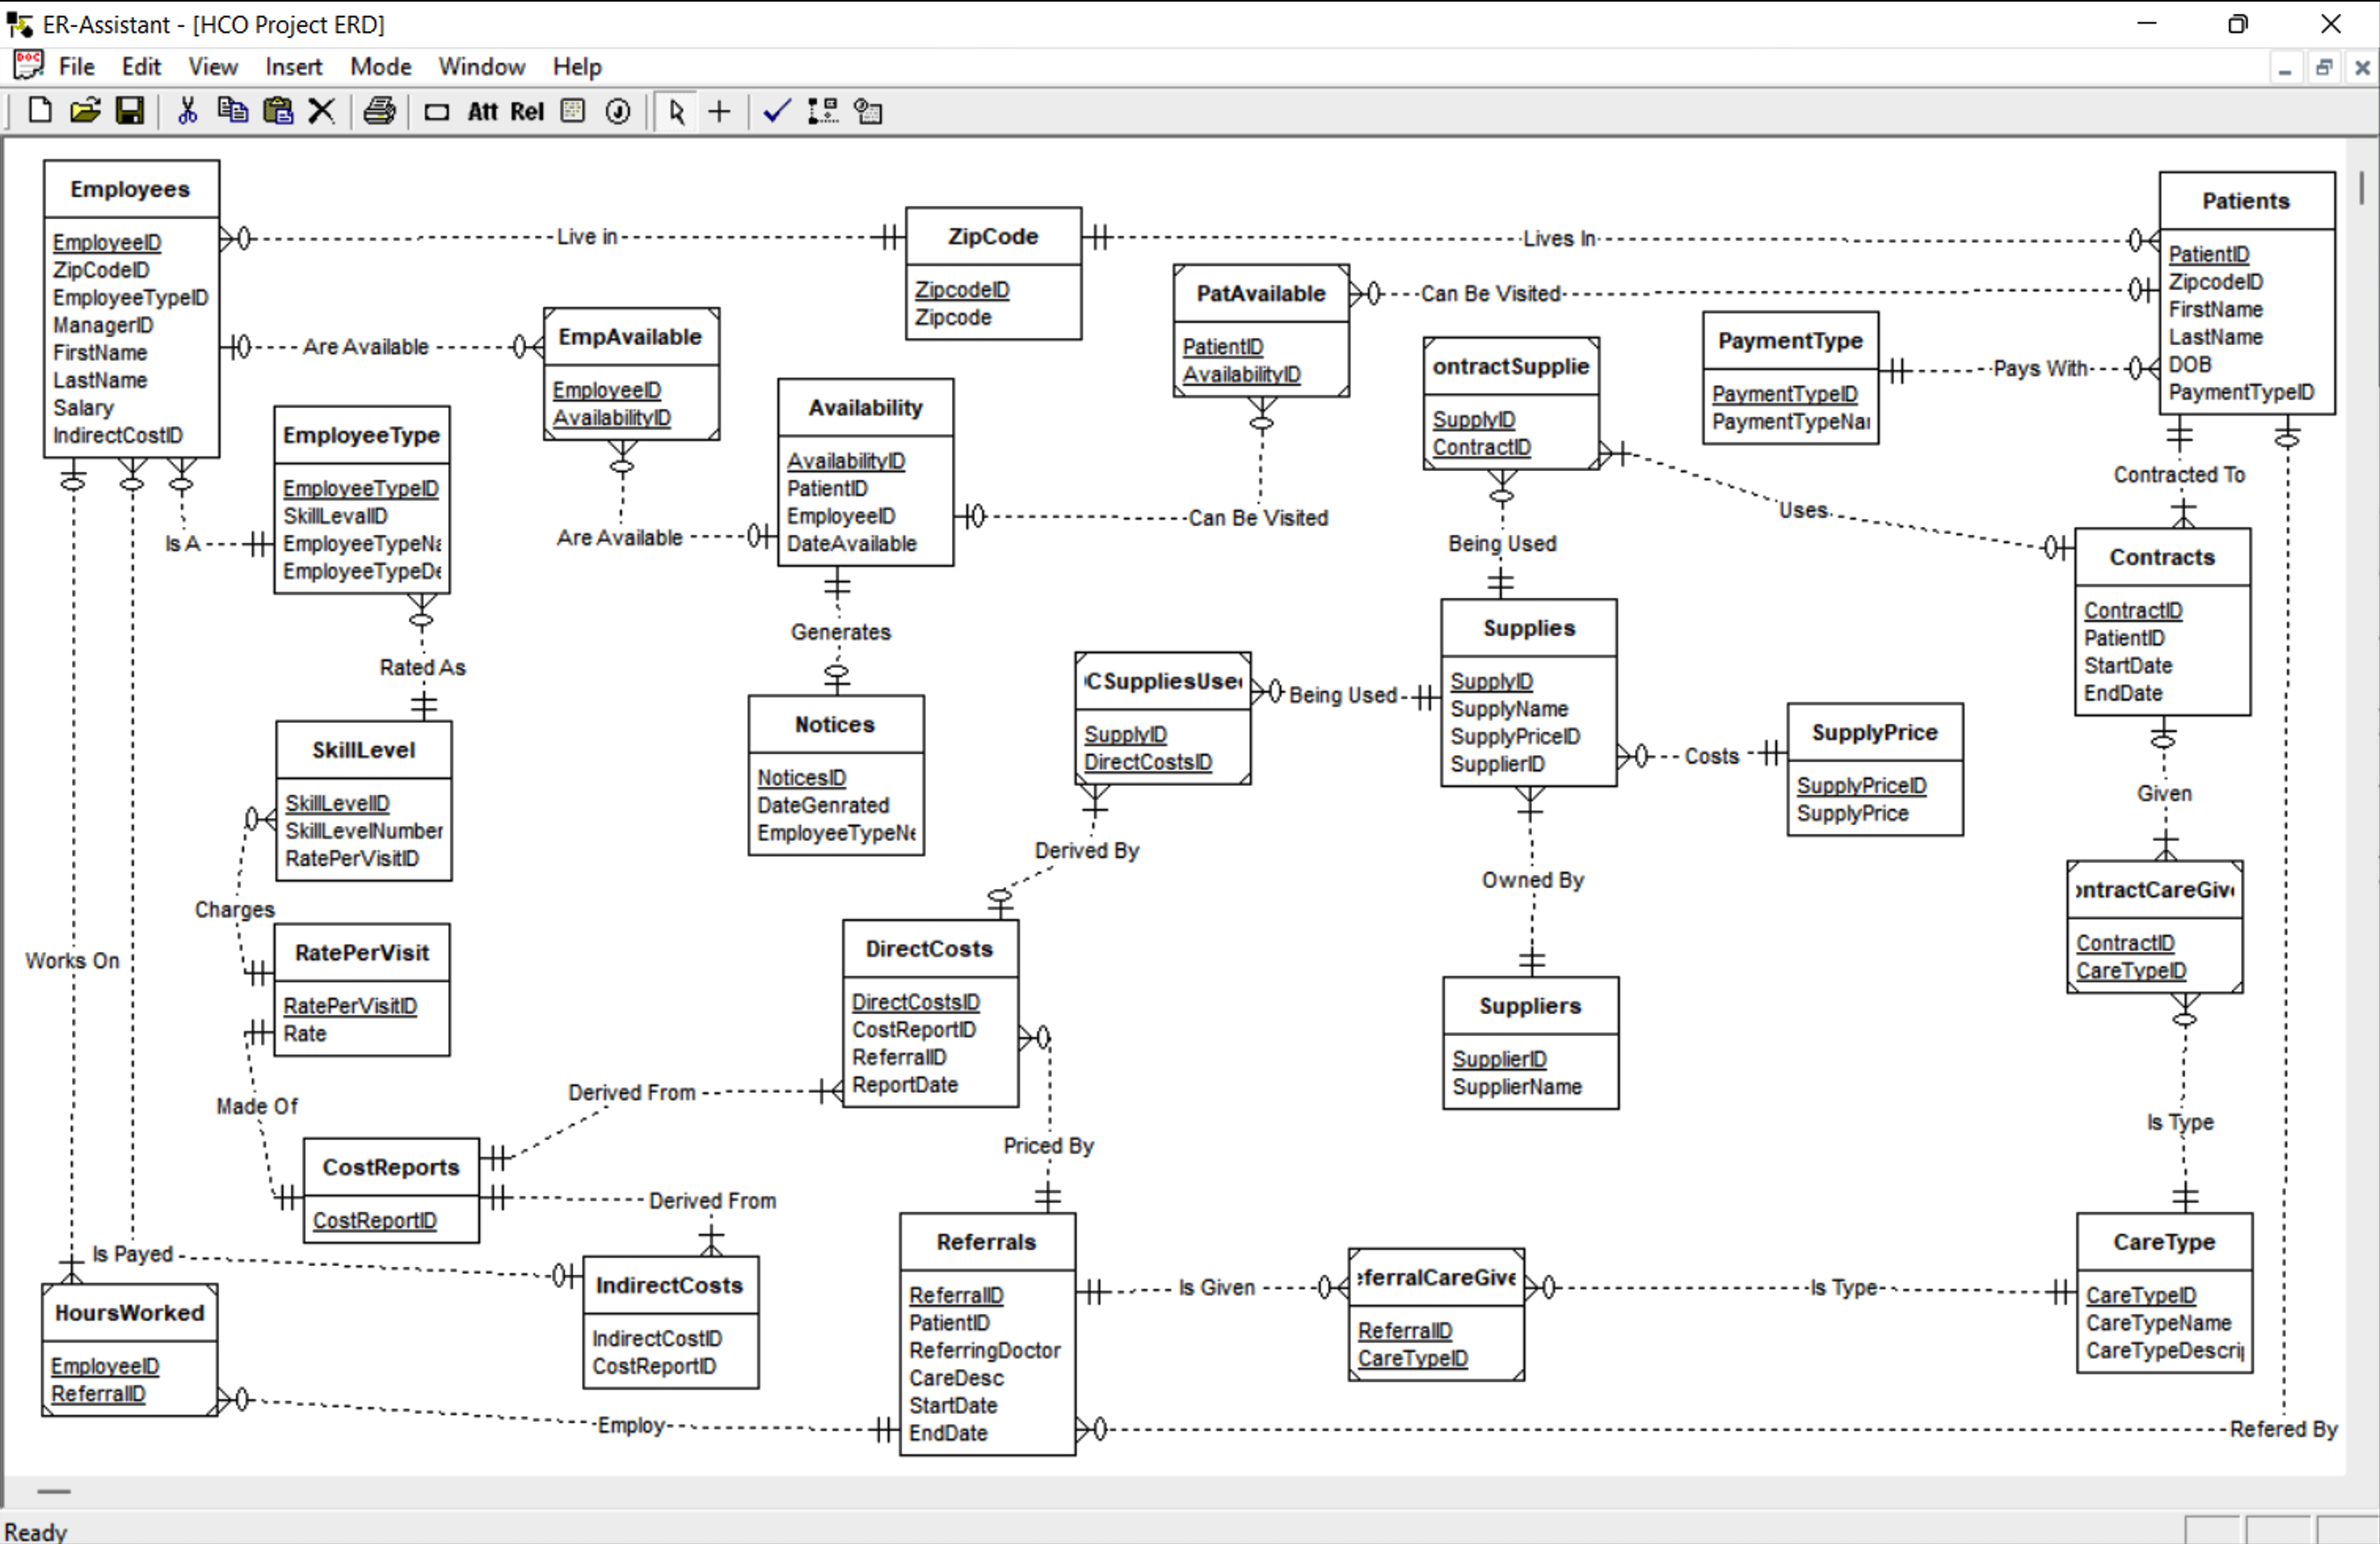 ER-Assistant - [HCO Project ERD]
DOC File Edit View Insert Mode Window Help
Att Rel J
Employees
EmployeeID
ZipCodeID
EmployeeTypeID
ManagerID
FirstName
LastName
Salary
IndirectCostID
Live in
ZipCode
ZipcodeID
Zipcode
Lives In
Patients
PatientID
ZipcodeID
FirstName
LastName
DOB
PaymentTypeID
PatAvailable
PatientID
AvailabilityID
Can Be Visited
Are Available
EmpAvailable
EmployeeID
AvailabilityID
PaymentType
PaymentTypeID
PaymentTypeNa
Pays With
ontractSupplie
SupplyID
ContractID
Availability
AvailabilityID
PatientID
EmployeeID
DateAvailable
EmployeeType
EmployeeTypeID
SkillLevalID
EmployeeTypeNa
EmployeeTypeDe
Is A
Are Available
Can Be Visited
Uses
Contracted To
Being Used
Contracts
ContractID
PatientID
StartDate
EndDate
Generates
Rated As
Supplies
SupplyID
SupplyName
SupplyPriceID
SupplierID
CSuppliesUse
SupplyID
DirectCostsID
Being Used
Notices
NoticesID
DateGenrated
EmployeeTypeNe
SkillLevel
SkillLevelID
SkillLevelNumber
RatePerVisitID
Costs
SupplyPrice
SupplyPriceID
SupplyPrice
Given
Derived By
Owned By
ontractCareGive
ContractID
CareTypeID
Charges
RatePerVisit
RatePerVisitID
Rate
Works On
DirectCosts
DirectCostsID
CostReportID
ReferralID
ReportDate
Suppliers
SupplierID
SupplierName
Derived From
Made Of
Priced By
Is Type
CostReports
CostReportID
Derived From
Is Payed
IndirectCosts
IndirectCostID
CostReportID
Referrals
ReferralID
PatientID
ReferringDoctor
CareDesc
StartDate
EndDate
Is Given
eferralCareGive
ReferralID
CareTypeID
Is Type
CareType
CareTypeID
CareTypeName
CareTypeDescri
HoursWorked
EmployeeID
ReferralID
Employ
Refered By
Ready